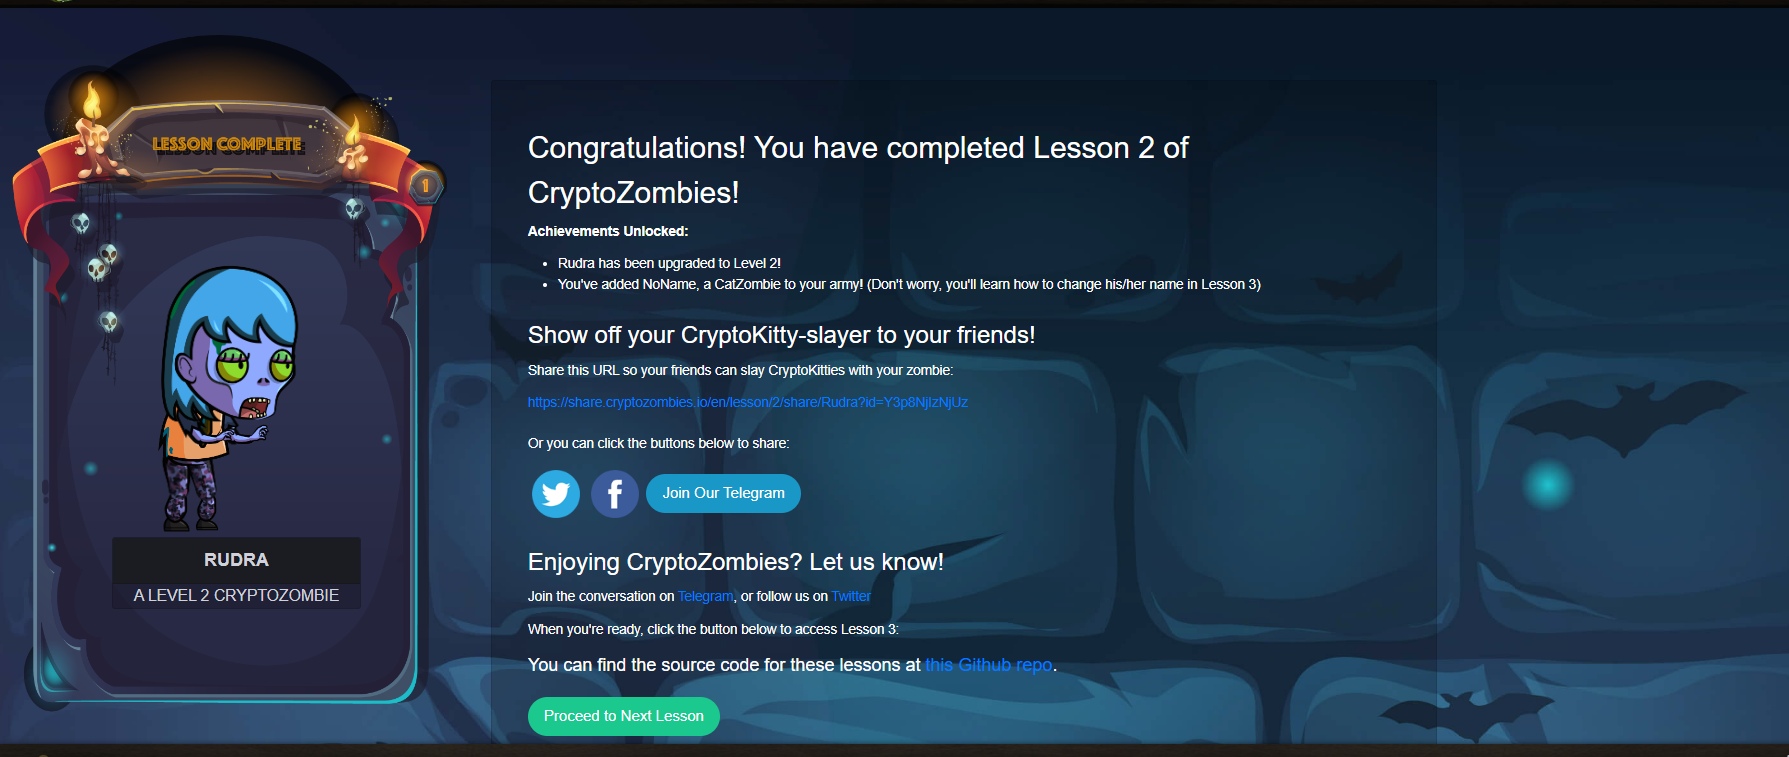 LESSON COMPLETE
1
RUDRA
A LEVEL 2 CRYPTOZOMBIE
Congratulations! You have completed Lesson 2 of
CryptoZombies!
Achievements Unlocked:
• Rudra has been upgraded to Level 2!
• You've added NoName, a CatZombie to your army! (Don't worry, you'll learn how to change his/her name in Lesson 3)
Show off your CryptoKitty-slayer to your friends!
Share this URL so your friends can slay CryptoKitties with your zombie:
https://share.cryptozombies.io/en/lesson/2/share/Rudra?id=Y3p8NjIzNjUz
Or you can click the buttons below to share:
Join Our Telegram
Enjoying CryptoZombies? Let us know!
Join the conversation on Telegram, or follow us on Twitter
When you're ready, click the button below to access Lesson 3:
You can find the source code for these lessons at this Github repo.
Proceed to Next Lesson